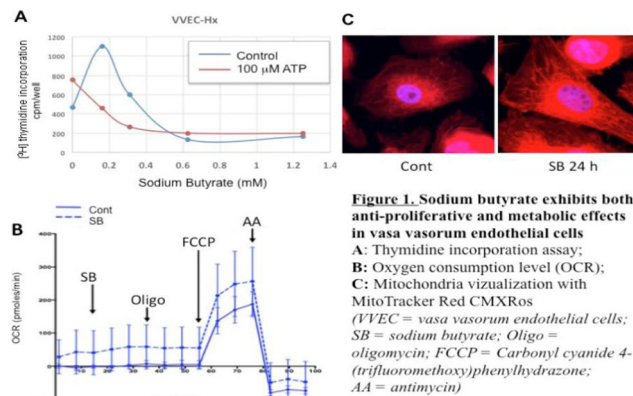 A
VVEC-Hx
[³H] thymidine incorporation
cpm/well
1200
1000
800
600
400
200
0
Control
100 µM ATP
0 0.2 0.4 0.6 0.8 1 1.2 1.4
Sodium Butyrate (mM)
C
Cont
SB 24 h
B
Cont
SB
OCR (pmoles/min)
400
300
200
100
0
SB
Oligo
FCCP
AA
20 40 60 80 100
Figure 1. Sodium butyrate exhibits both
anti-proliferative and metabolic effects
in vasa vasorum endothelial cells
A: Thymidine incorporation assay;
B: Oxygen consumption level (OCR);
C: Mitochondria vizualization with
MitoTracker Red CMXRos
(VVEC = vasa vasorum endothelial cells;
SB = sodium butyrate; Oligo =
oligomycin; FCCP = Carbonyl cyanide 4-
(trifluoromethoxy)phenylhydrazone;
AA = antimycin)